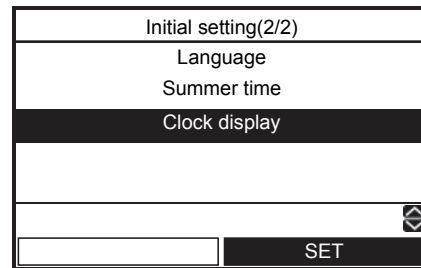 Initial setting(2/2)
Language
Summer time
Clock display
SET